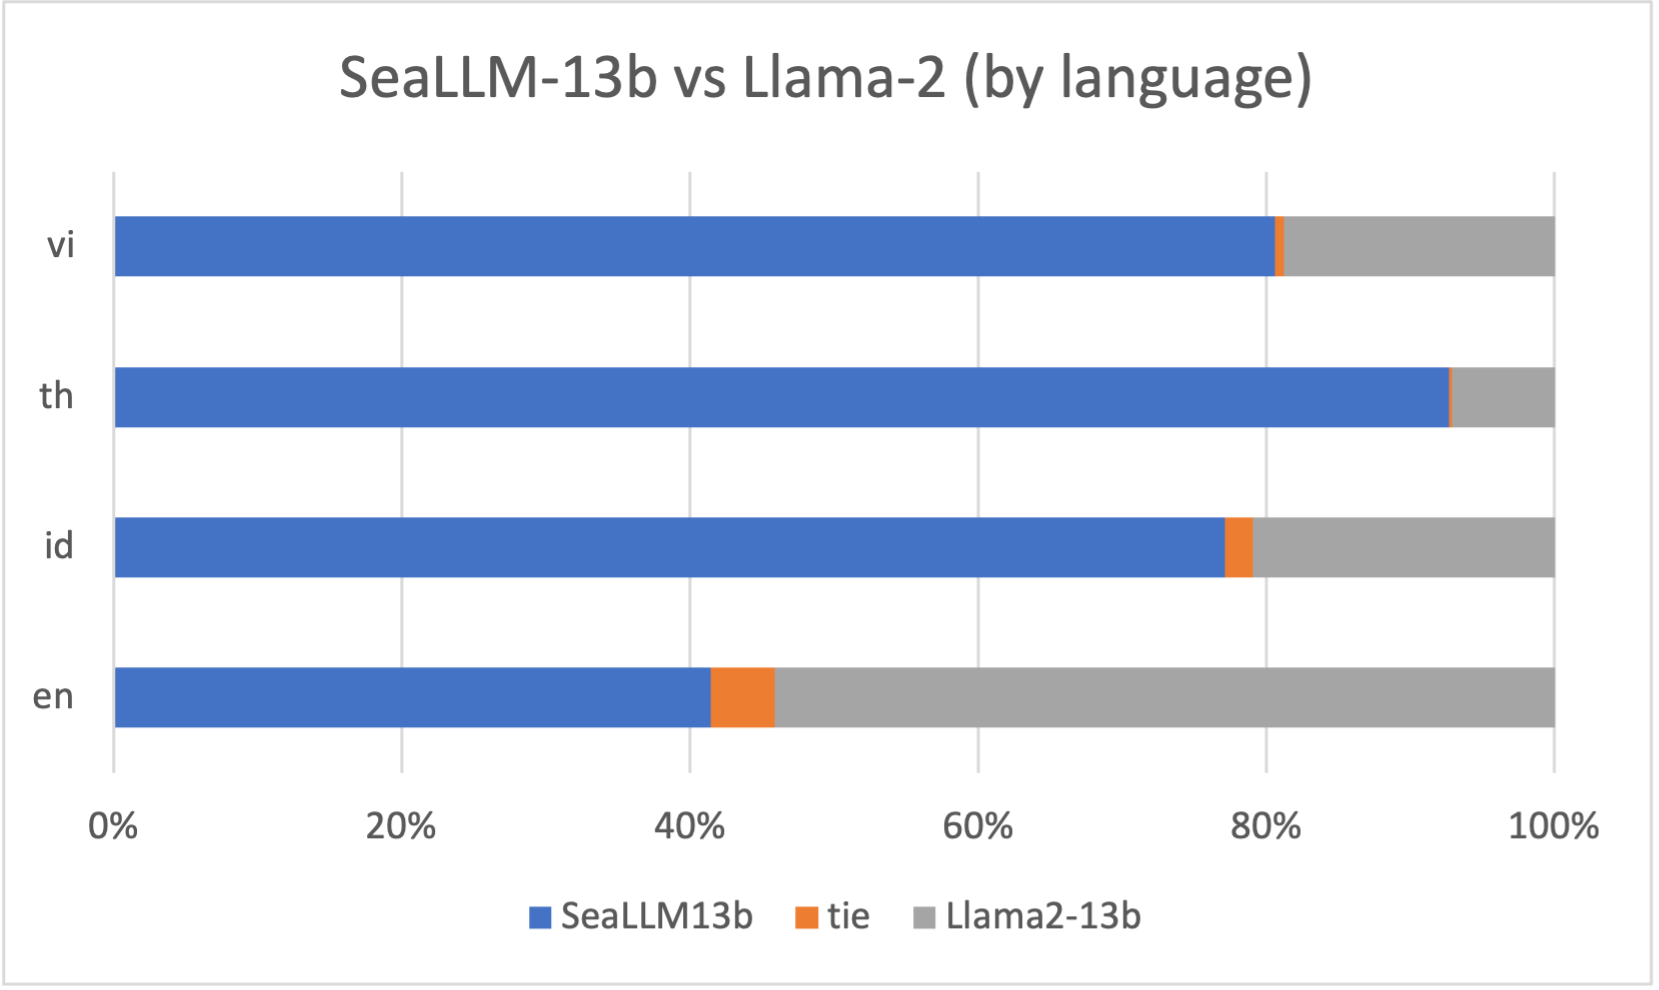 SeaLLM-13b vs Llama-2 (by language)
vi
th
id
en
0% 20% 40% 60% 80% 100%
SeaLLM13b tie Llama2-13b